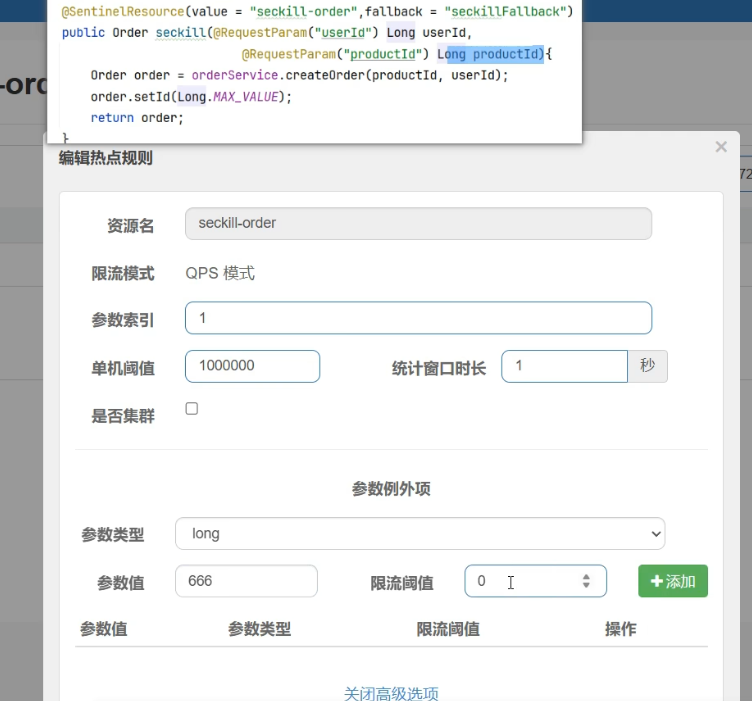 @SentinelResource(value = "seckill-order",fallback = "seckillFallback")
public Order seckill(@RequestParam("userId") Long userId,
@RequestParam("productId") Long productId){
Order order = orderService.createOrder(productId, userId);
order.setId(Long.MAX_VALUE);
return order;
}
-ord
编辑热点规则 ×
72
资源名 seckill-order
限流模式 QPS 模式
参数索引 1
单机阈值 1000000 统计窗口时长 1 秒
是否集群
参数例外项
参数类型 long
参数值 666 限流阈值 0 +添加
参数值 参数类型 限流阈值 操作
关闭高级选项